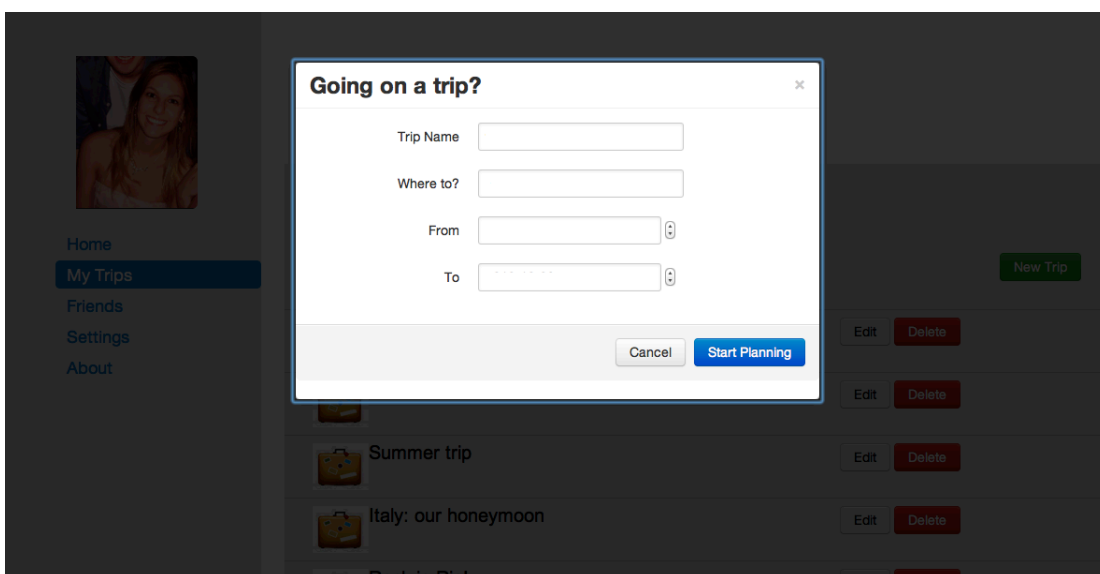 Going on a trip?
×
Trip Name
Where to?
From
To
Cancel
Start Planning
Home
My Trips
Friends
Settings
About
New Trip
Edit
Delete
Edit
Delete
Summer trip
Edit
Delete
Italy: our honeymoon
Edit
Delete